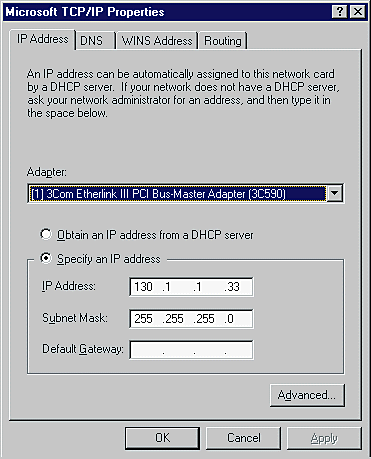 Microsoft TCP/IP Properties
IP Address DNS WINS Address Routing
An IP address can be automatically assigned to this network card
by a DHCP server. If your network does not have a DHCP server,
ask your network administrator for an address, and then type it in
the space below.
Adapter:
[1] 3Com Etherlink III PCI Bus-Master Adapter (3C590)
Obtain an IP address from a DHCP server
Specify an IP address
IP Address: 130 .1 .1 .33
Subnet Mask: 255 .255 .255 .0
Default Gateway: . . .
Advanced...
OK Cancel Apply